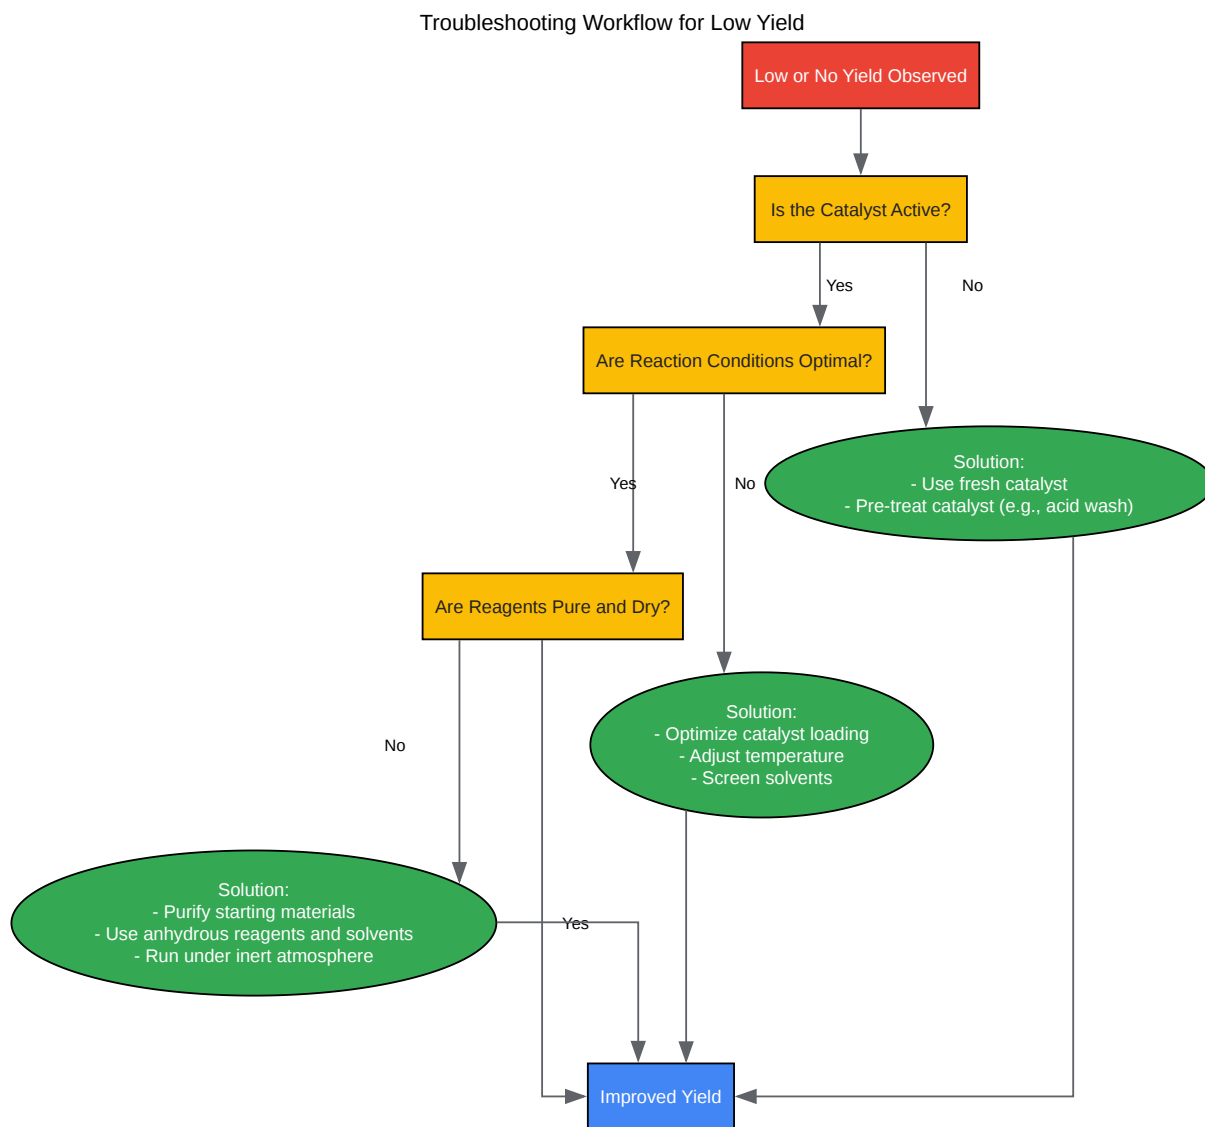 Troubleshooting Workflow for Low Yield
Low or No Yield Observed
Is the Catalyst Active?
Yes
No
Are Reaction Conditions Optimal?
Solution:
- Use fresh catalyst
- Pre-treat catalyst (e.g., acid wash)
Yes
No
Are Reagents Pure and Dry?
Solution:
- Optimize catalyst loading
- Adjust temperature
- Screen solvents
No
Solution:
- Purify starting materials
- Use anhydrous reagents and solvents
- Run under inert atmosphere
Yes
Improved Yield